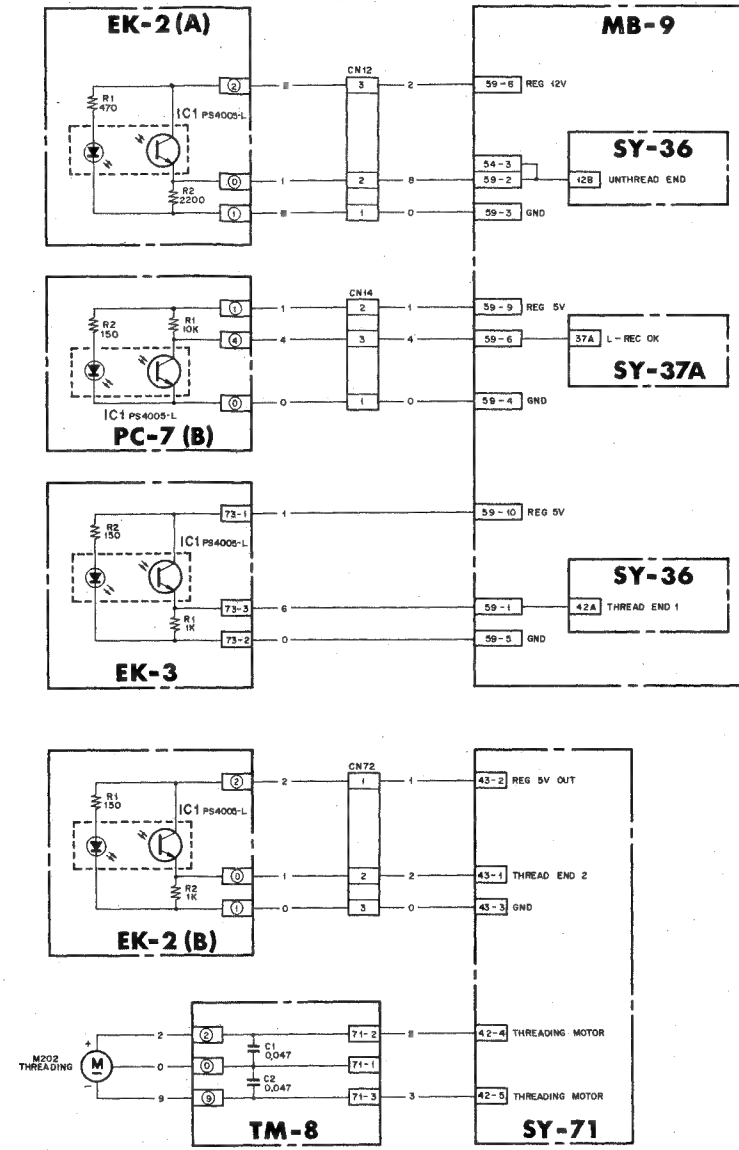 EK-2(A)
MB-9
R1
470
IC1 PS4005-L
R2
2200
2
0
1
1
CN12
3
2
1
2
8
0
59-8 REG 12V
54-3
59-2
59-3 GND
SY-36
12B UNTHREAD END
R2
150
R1
10K
IC1 PS4005-L
PC-7 (B)
1
4
0
1
4
0
CN14
2
3
1
1
4
0
59-9 REG 5V
59-6
59-4 GND
37A L-REC OK
SY-37A
R2
150
IC1 PS4005-L
R1
1K
EK-3
73-1
73-3
73-2
1
6
0
59-10 REG 5V
59-1
59-5 GND
SY-36
42A THREAD END 1
R1
150
IC1 PS4005-L
R2
1K
EK-2 (B)
2
0
1
2
1
0
CN72
1
2
3
1
2
0
43-2 REG 5V OUT
43-1 THREAD END 2
43-3 GND
M202
THREADING
+
M
-
2
0
9
2
0
9
C1
0,047
C2
0,047
71-2
71-1
71-3
3
TM-8
42-4 THREADING MOTOR
42-5 THREADING MOTOR
SY-71